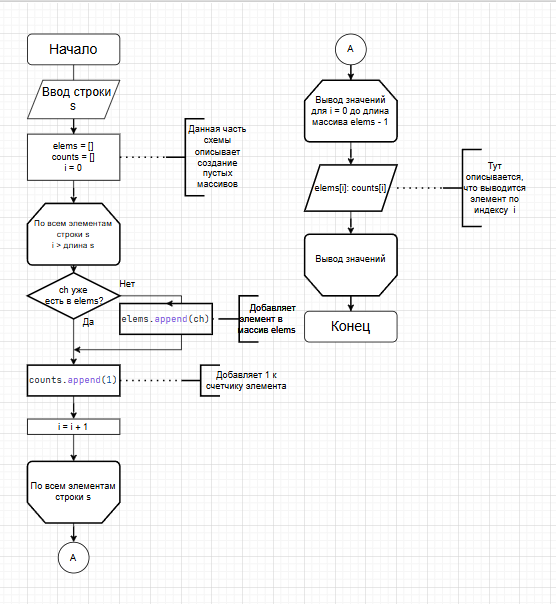 Начало
Ввод строки
s
elems = []
counts = []
i = 0
Данная часть
схемы
описывает
создание
пустых
массивов
По всем элементам
строки s
i > длина s
ch уже
есть в elems?
Нет
Да
elems.append(ch)
Добавляет
элемент в
массив elems
counts.append(1)
Добавляет 1 к
счетчику элемента
i = i + 1
По всем элементам
строки s
A
A
Вывод значений
для i = 0 до длина
массива elems - 1
elems[i]: counts[i]
Тут
описывается,
что выводится
элемент по
индексу i
Вывод значений
Конец